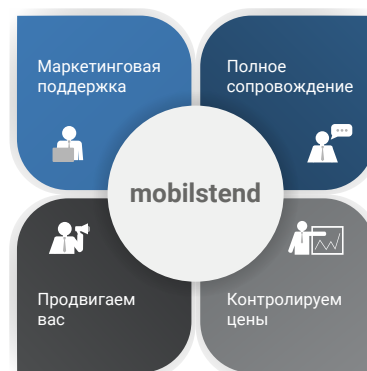 Маркетинговая
поддержка
Полное
сопровождение
mobilstend
Продвигаем
вас
Контролируем
цены